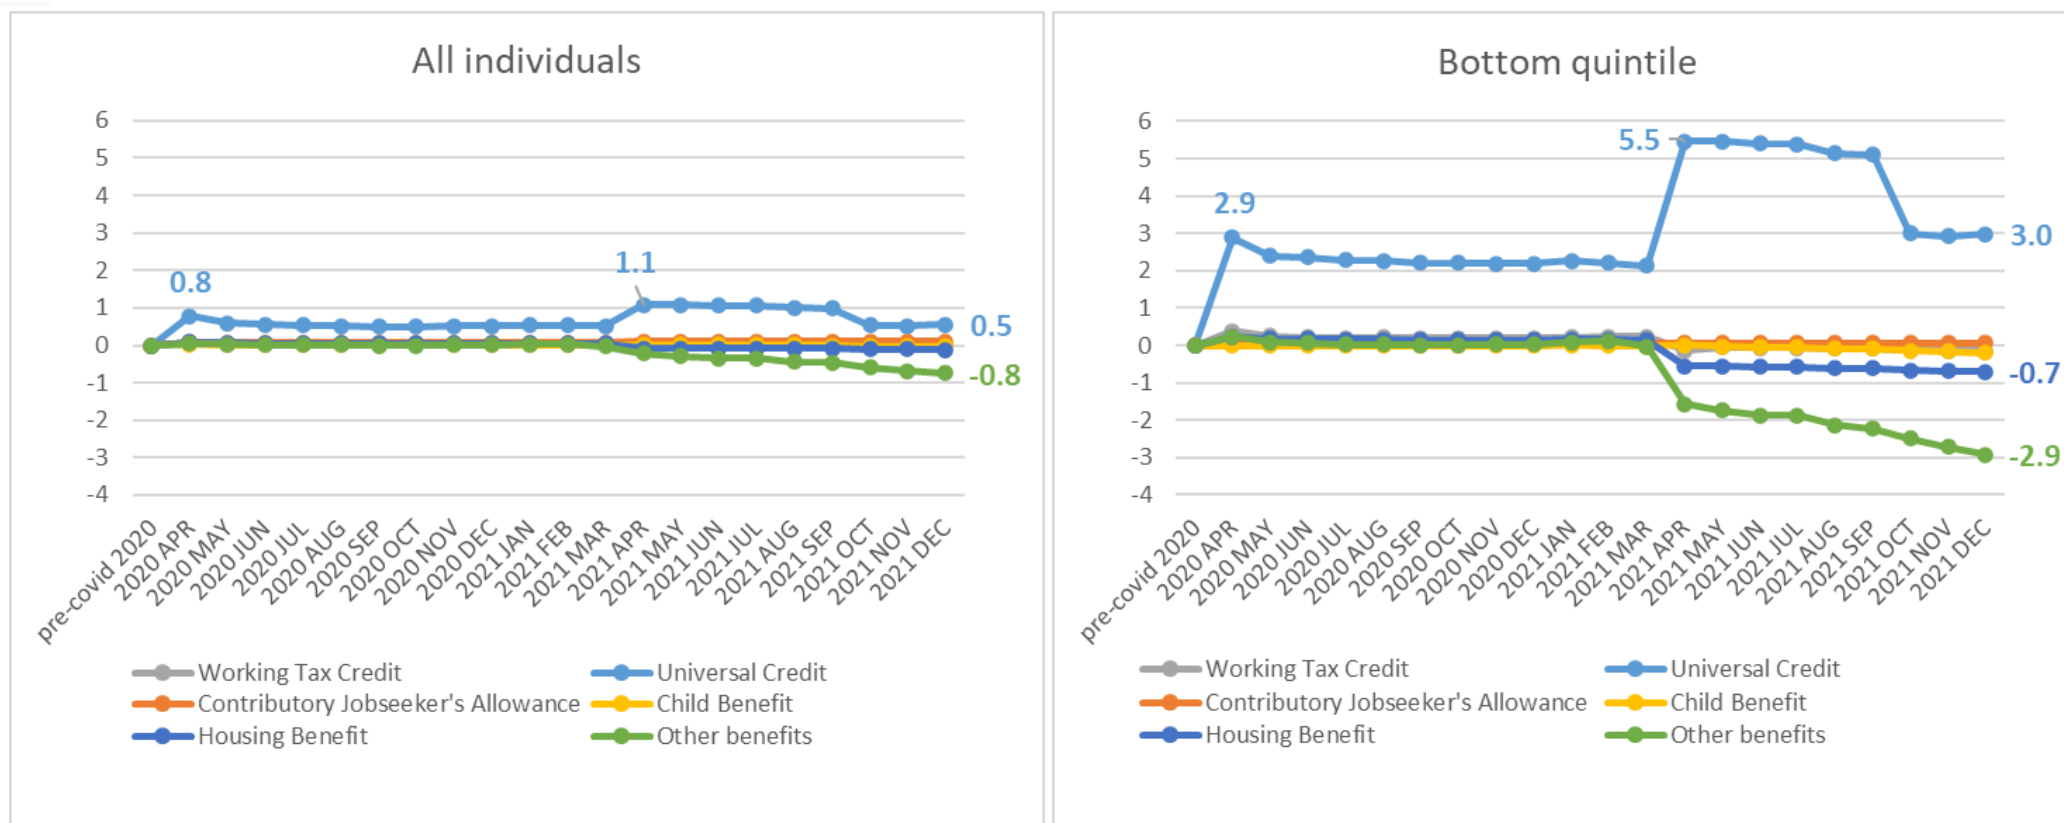 All individuals
6
5
4
3
2
1
0
-1
-2
-3
-4
0.8
1.1
0.5
-0.8
pre-covid 2020
2020 APR
2020 MAY
2020 JUN
2020 JUL
2020 AUG
2020 SEP
2020 OCT
2020 NOV
2020 DEC
2021 JAN
2021 FEB
2021 MAR
2021 APR
2021 MAY
2021 JUN
2021 JUL
2021 AUG
2021 SEP
2021 OCT
2021 NOV
2021 DEC
Working Tax Credit
Universal Credit
Contributory Jobseeker's Allowance
Child Benefit
Housing Benefit
Other benefits
Bottom quintile
6
5
4
3
2
1
0
-1
-2
-3
-4
2.9
5.5
3.0
-0.7
-2.9
pre-covid 2020
2020 APR
2020 MAY
2020 JUN
2020 JUL
2020 AUG
2020 SEP
2020 OCT
2020 NOV
2020 DEC
2021 JAN
2021 FEB
2021 MAR
2021 APR
2021 MAY
2021 JUN
2021 JUL
2021 AUG
2021 SEP
2021 OCT
2021 NOV
2021 DEC
Working Tax Credit
Universal Credit
Contributory Jobseeker's Allowance
Child Benefit
Housing Benefit
Other benefits